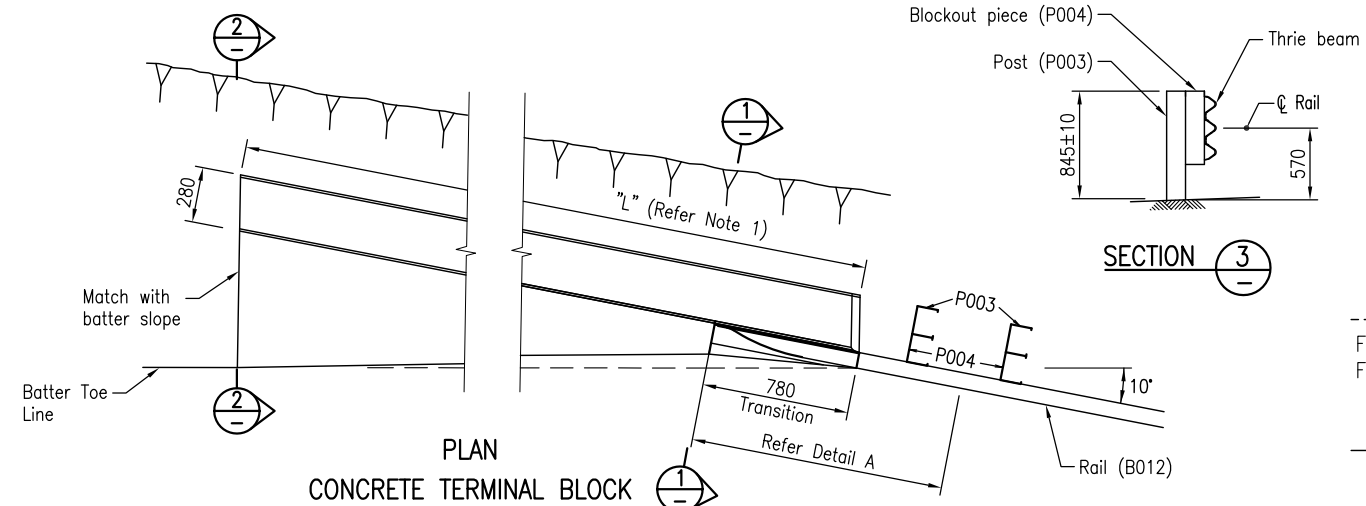 2
–
Blockout piece (P004)
Thrie beam
Post (P003)
1
–
℄ Rail
845±10
570
280
"L" (Refer Note 1)
SECTION 3
–
Match with
batter slope
P003
P004
10°
Batter Toe
Line
780
Transition
2
–
Refer Detail A
PLAN
Rail (B012)
CONCRETE TERMINAL BLOCK
1
–
F
F